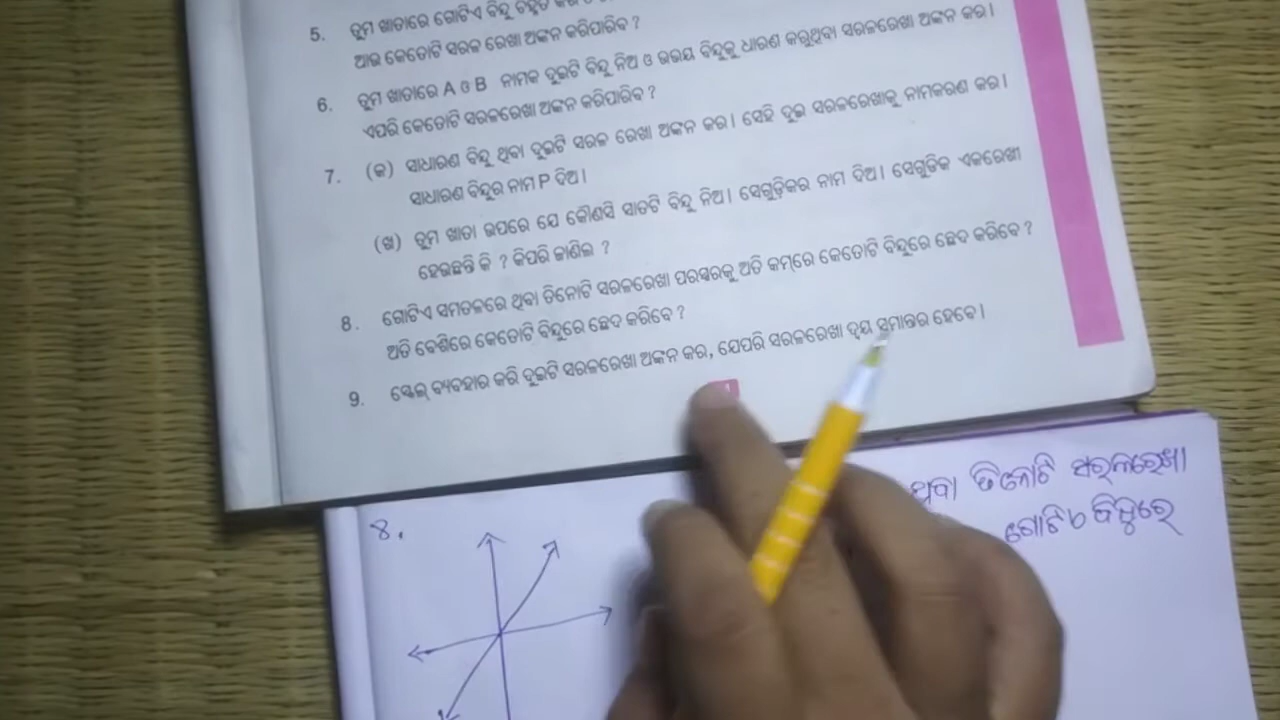 5. ତୁମ ଖାତାରେ ଗୋଟିଏ ବିନ୍ଦୁ ଚିହ୍ନଟ କର
ଆଉ କେତୋଟି ସରଳ ରେଖା ଅଙ୍କନ କରିପାରିବ ?
6. ତୁମ ଖାତାରେ A ଓ B ନାମକ ଦୁଇଟି ବିନ୍ଦୁ ନିଅ ଓ ଉଭୟ ବିନ୍ଦୁକୁ ଧାରଣ କରୁଥିବା ସରଳରେଖା ଅଙ୍କନ କର।
ଏପରି କେତୋଟି ସରଳରେଖା ଅଙ୍କନ କରିପାରିବ ?
7. (କ) ସାଧାରଣ ବିନ୍ଦୁ ଥିବା ଦୁଇଟି ସରଳ ରେଖା ଅଙ୍କନ କର। ସେହି ଦୁଇ ସରଳରେଖାକୁ ନାମକରଣ କର।
ସାଧାରଣ ବିନ୍ଦୁର ନାମ P ଦିଅ।
(ଖ) ତୁମ ଖାତା ଉପରେ ଯେ କୌଣସି ସାତଟି ବିନ୍ଦୁ ନିଅ। ସେଗୁଡ଼ିକର ନାମ ଦିଅ। ସେଗୁଡିକ ଏକରେଖୀ
ହେଉଛନ୍ତି କି ? କିପରି ଜାଣିଲ ?
8. ଗୋଟିଏ ସମତଳରେ ଥିବା ତିନୋଟି ସରଳରେଖା ପରସ୍ପରକୁ ଅତି କମ୍‌ରେ କେତୋଟି ବିନ୍ଦୁରେ ଛେଦ କରିବେ ?
ଅତି ବେଶିରେ କେତୋଟି ବିନ୍ଦୁରେ ଛେଦ କରିବେ ?
9. ସ୍କେଲ୍ ବ୍ୟବହାର କରି ଦୁଇଟି ସରଳରେଖା ଅଙ୍କନ କର, ଯେପରି ସରଳରେଖା ଦ୍ୱୟ ସମାନ୍ତର ହେବେ।
8.
ଥିବା ତିନୋଟି ସରଳରେଖା
ଗୋଟିଏ ବିନ୍ଦୁରେ